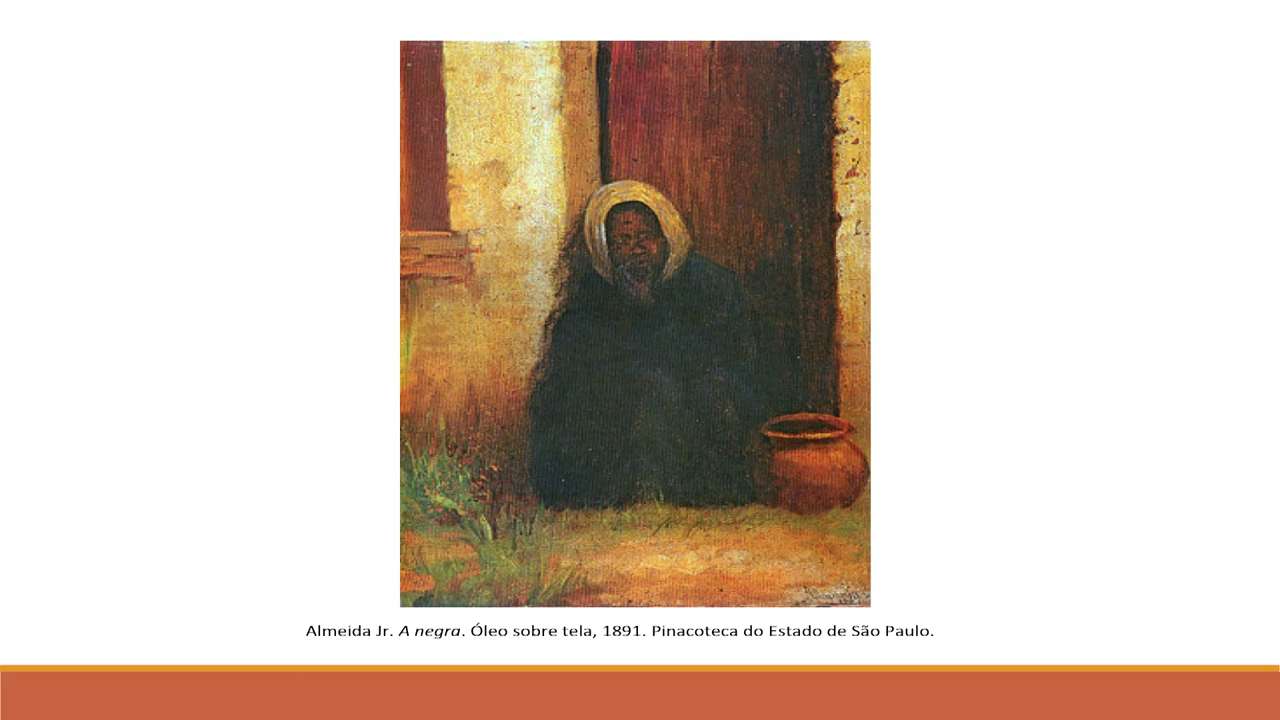 Almeida Jr. A negra. Óleo sobre tela, 1891. Pinacoteca do Estado de São Paulo.